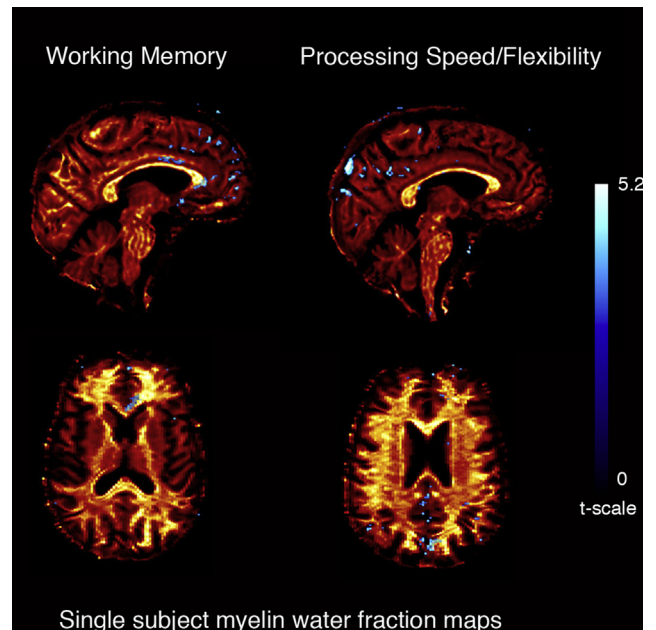 Working Memory
Processing Speed/Flexibility
5.2
0
t-scale
Single subject myelin water fraction maps